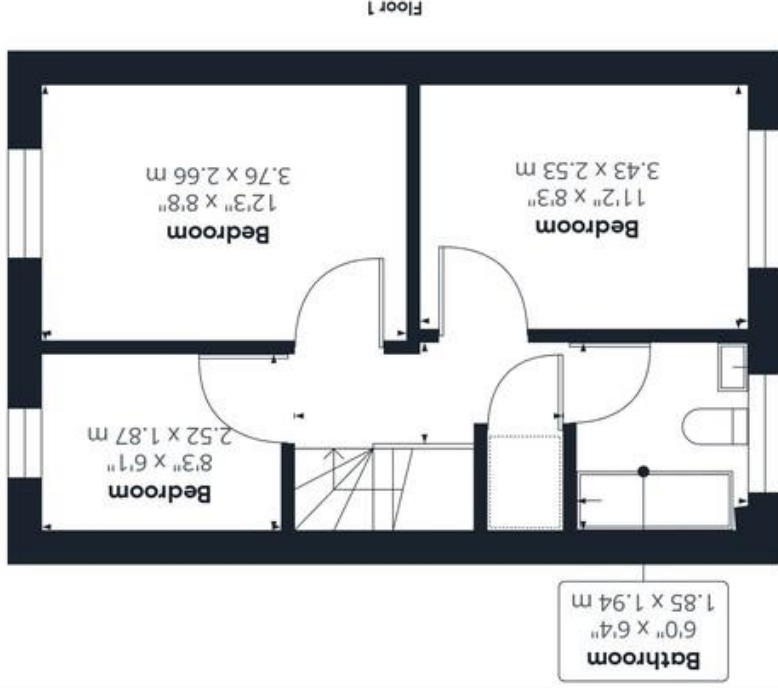 Bathroom
6'0" x 6'4"
1.85 x 1.94 m
Bedroom
8'3" x 6'1"
2.52 x 1.87 m
Bedroom
11'2" x 8'3"
3.43 x 2.53 m
Bedroom
12'3" x 8'8"
3.76 x 2.66 m
Floor 1